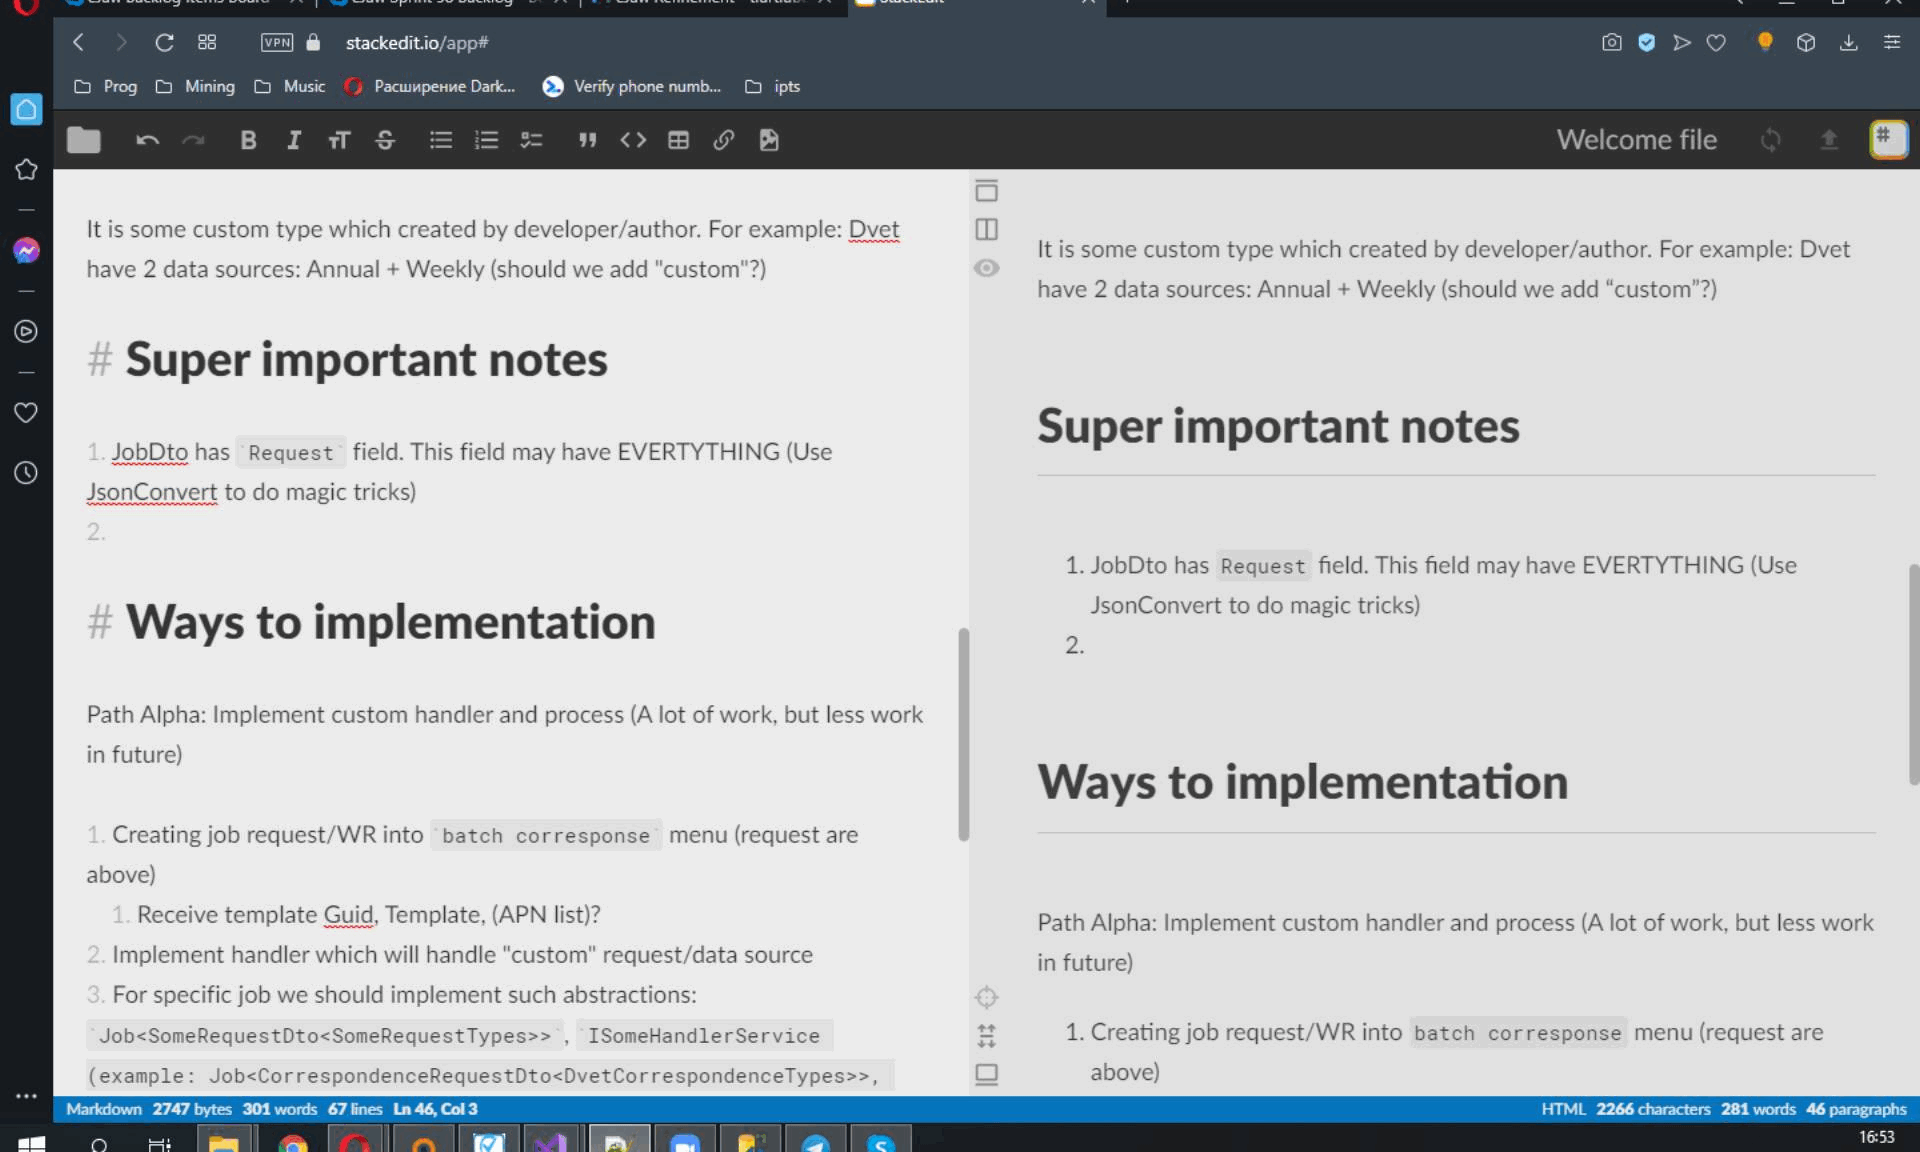 StackEdit
VPN
stackedit.io/app#
Prog
Mining
Music
Расширение Dark...
Verify phone numb...
ipts
Welcome file
It is some custom type which created by developer/author. For example: Dvet
have 2 data sources: Annual + Weekly (should we add "custom"?)
# Super important notes
1. JobDto has `Request` field. This field may have EVERTYTHING (Use
JsonConvert to do magic tricks)
2.
# Ways to implementation
Path Alpha: Implement custom handler and process (A lot of work, but less work
in future)
1. Creating job request/WR into `batch corresponse` menu (request are
above)
1. Receive template Guid, Template, (APN list)?
2. Implement handler which will handle "custom" request/data source
3. For specific job we should implement such abstractions:
`Job<SomeRequestDto<SomeRequestTypes>>`, `ISomeHandlerService
(example: Job<CorrespondenceRequestDto<DvetCorrespondenceTypes>>,
It is some custom type which created by developer/author. For example: Dvet
have 2 data sources: Annual + Weekly (should we add “custom”?)
Super important notes
1. JobDto has Request field. This field may have EVERTYTHING (Use
JsonConvert to do magic tricks)
2.
Ways to implementation
Path Alpha: Implement custom handler and process (A lot of work, but less work
in future)
1. Creating job request/WR into batch corresponse menu (request are
above)
Markdown 2747 bytes 301 words 67 lines Ln 46, Col 3
HTML 2266 characters 281 words 46 paragraphs
16:53